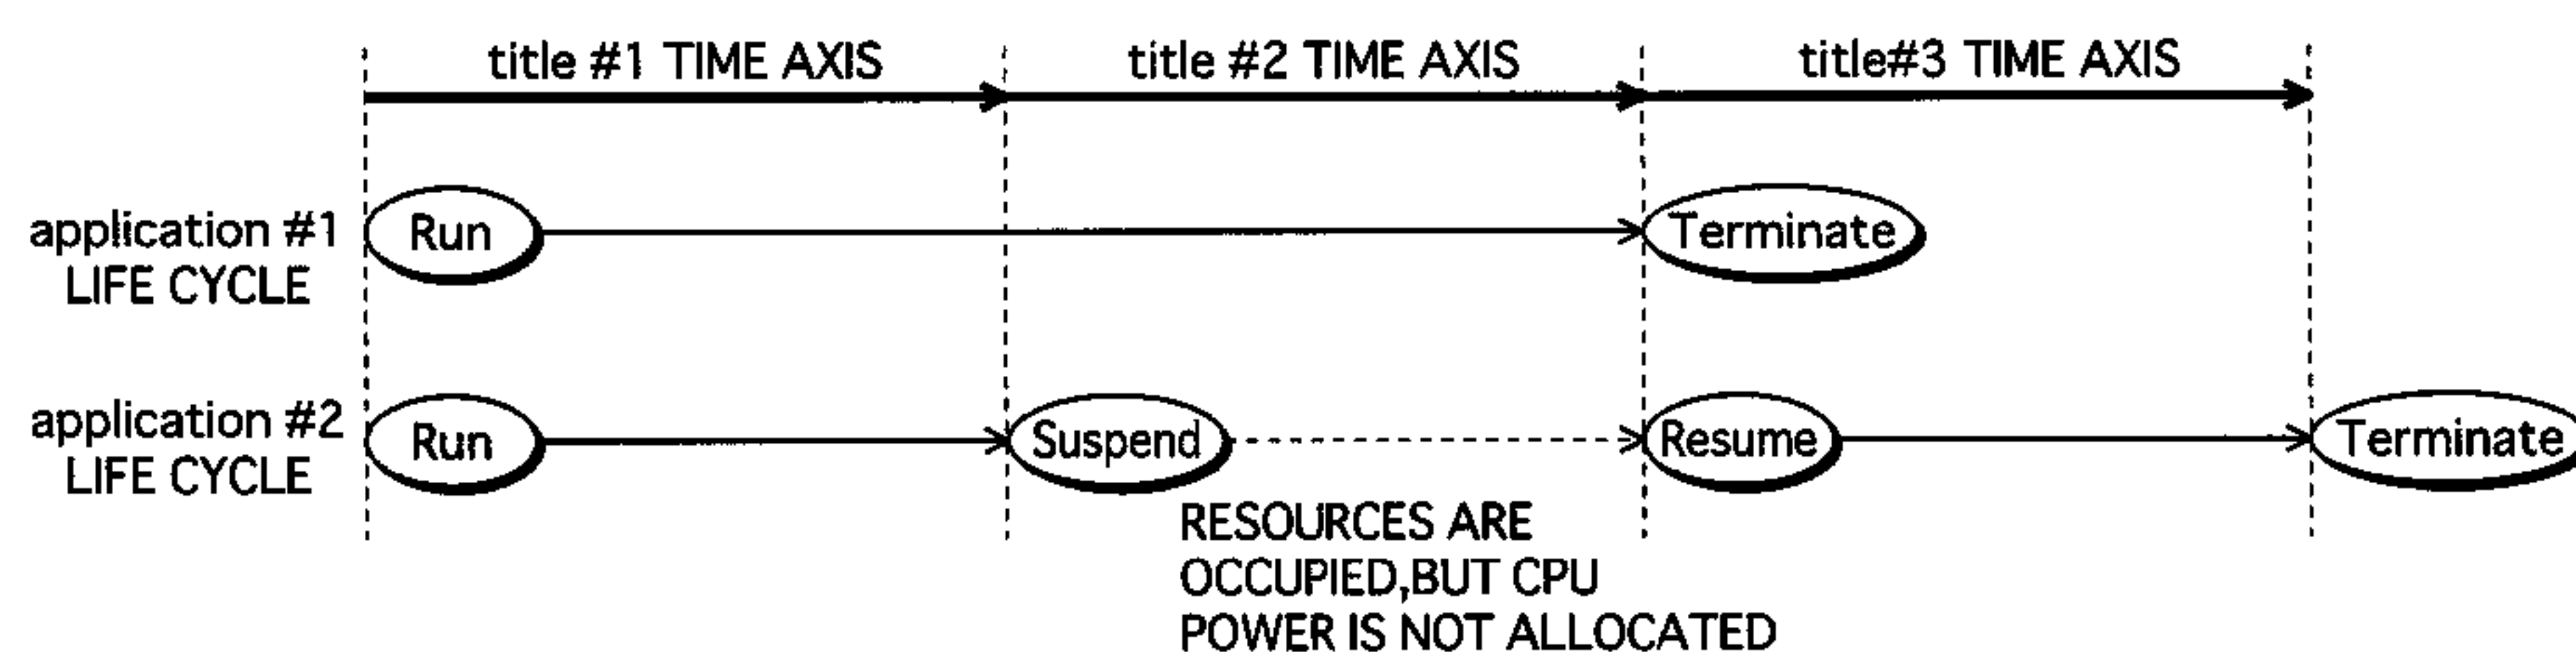 title #1 TIME AXIS
title #2 TIME AXIS
title#3 TIME AXIS
application #1
LIFE CYCLE
Run
Terminate
application #2
LIFE CYCLE
Run
Suspend
Resume
Terminate
RESOURCES ARE
OCCUPIED,BUT CPU
POWER IS NOT ALLOCATED